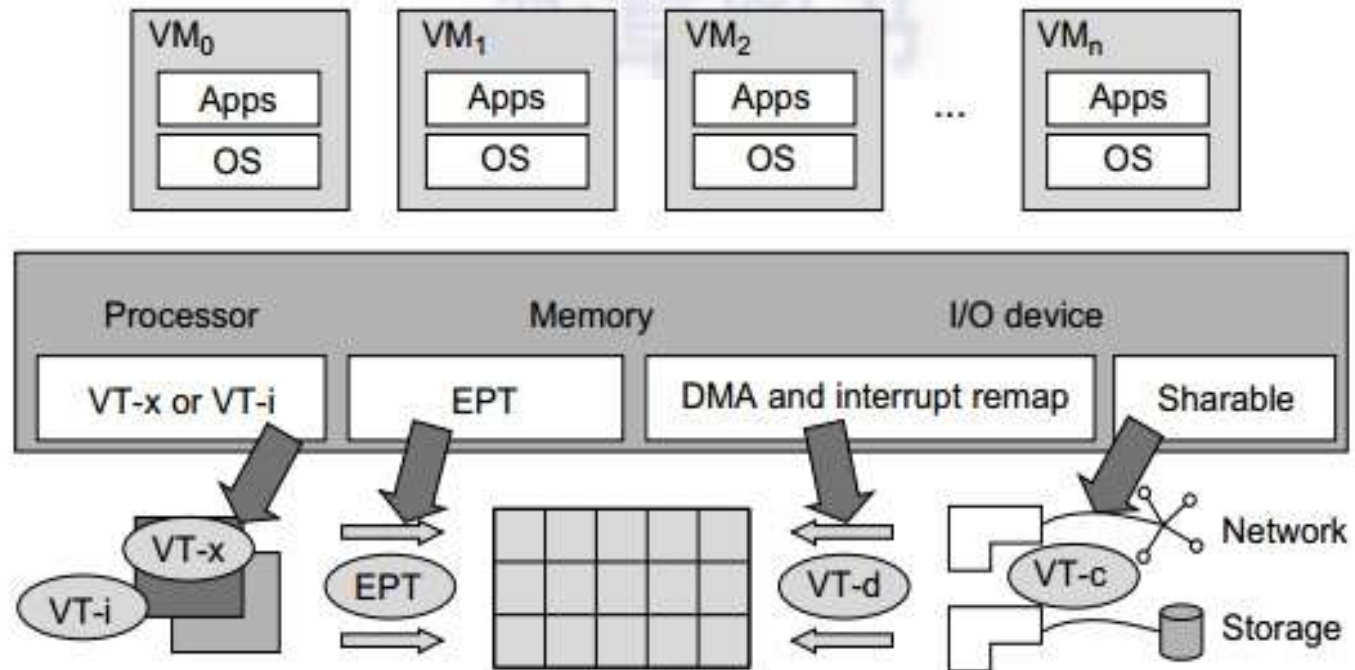 VM0 VM1 VM2 VMn
Apps Apps Apps ... Apps
OS OS OS OS
Processor Memory I/O device
VT-x or VT-i EPT DMA and interrupt remap Sharable
VT-x
VT-i
EPT
VT-d
VT-c
Network
Storage